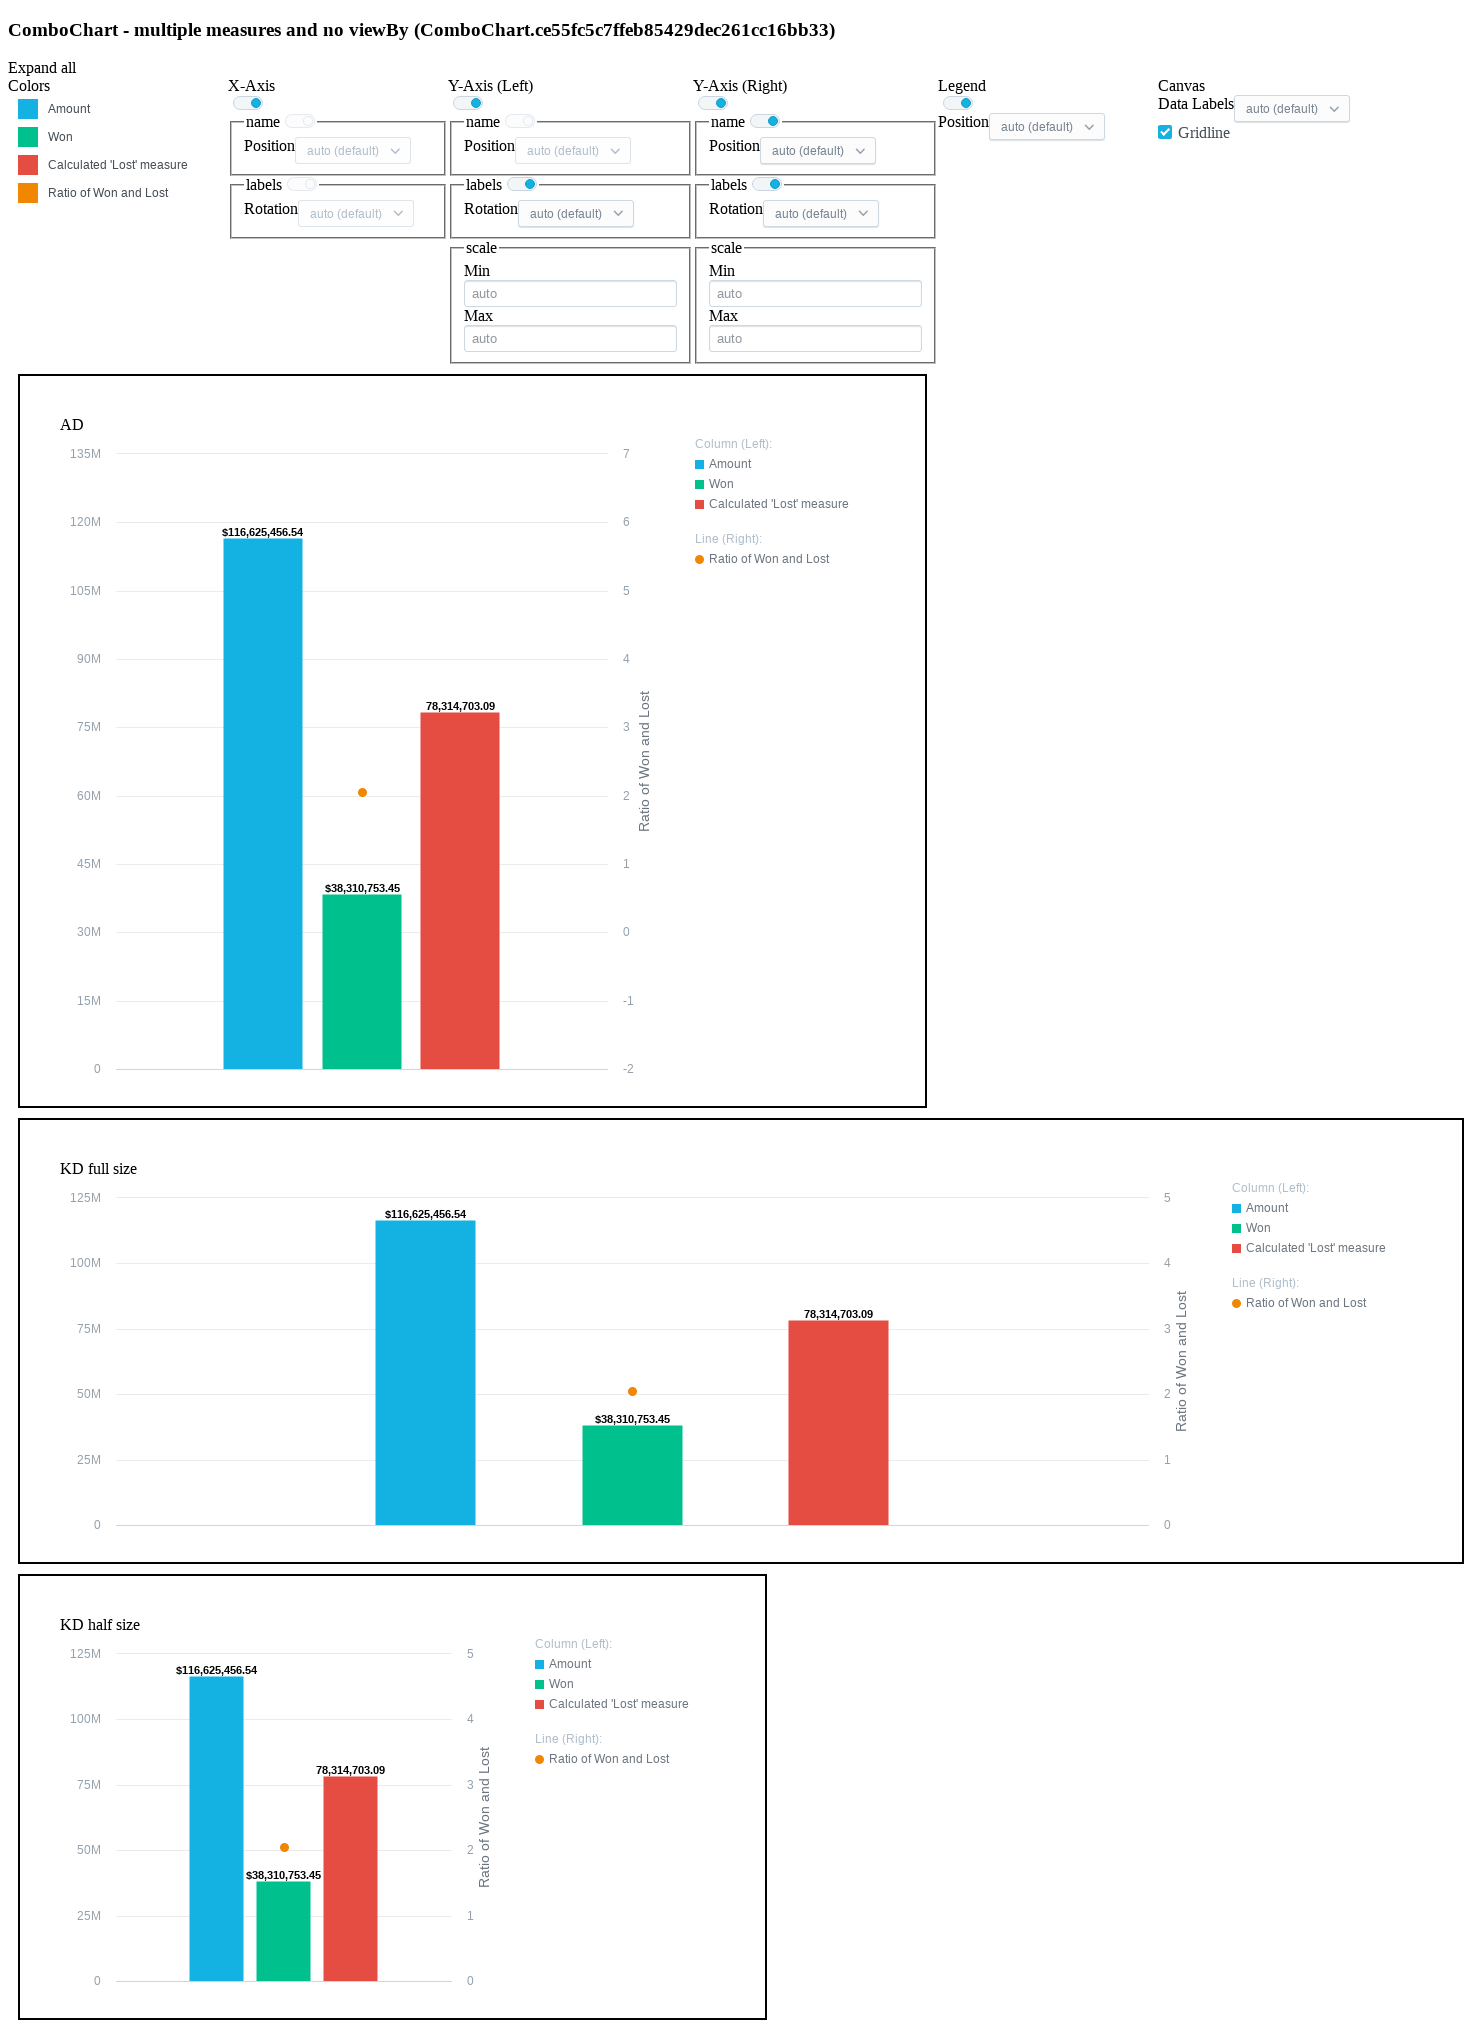 ComboChart - multiple measures and no viewBy (ComboChart.ce55fc5c7ffeb85429dec261cc16bb33)
Expand all
Colors
Amount
Won
Calculated 'Lost' measure
Ratio of Won and Lost
X-Axis
name
Position auto (default)
labels
Rotation auto (default)
Y-Axis (Left)
name
Position auto (default)
labels
Rotation auto (default)
scale
Min
auto
Max
auto
Y-Axis (Right)
name
Position auto (default)
labels
Rotation auto (default)
scale
Min
auto
Max
auto
Legend
Position auto (default)
Canvas
Data Labels auto (default)
Gridline
AD
135M
120M
105M
90M
75M
60M
45M
30M
15M
0
$116,625,456.54
$38,310,753.45
78,314,703.09
7
6
5
4
3
2
1
0
-1
-2
Ratio of Won and Lost
Column (Left):
Amount
Won
Calculated 'Lost' measure
Line (Right):
Ratio of Won and Lost
KD full size
125M
100M
75M
50M
25M
0
$116,625,456.54
$38,310,753.45
78,314,703.09
5
4
3
2
1
0
Ratio of Won and Lost
Column (Left):
Amount
Won
Calculated 'Lost' measure
Line (Right):
Ratio of Won and Lost
KD half size
125M
100M
75M
50M
25M
0
$116,625,456.54
$38,310,753.45
78,314,703.09
5
4
3
2
1
0
Ratio of Won and Lost
Column (Left):
Amount
Won
Calculated 'Lost' measure
Line (Right):
Ratio of Won and Lost